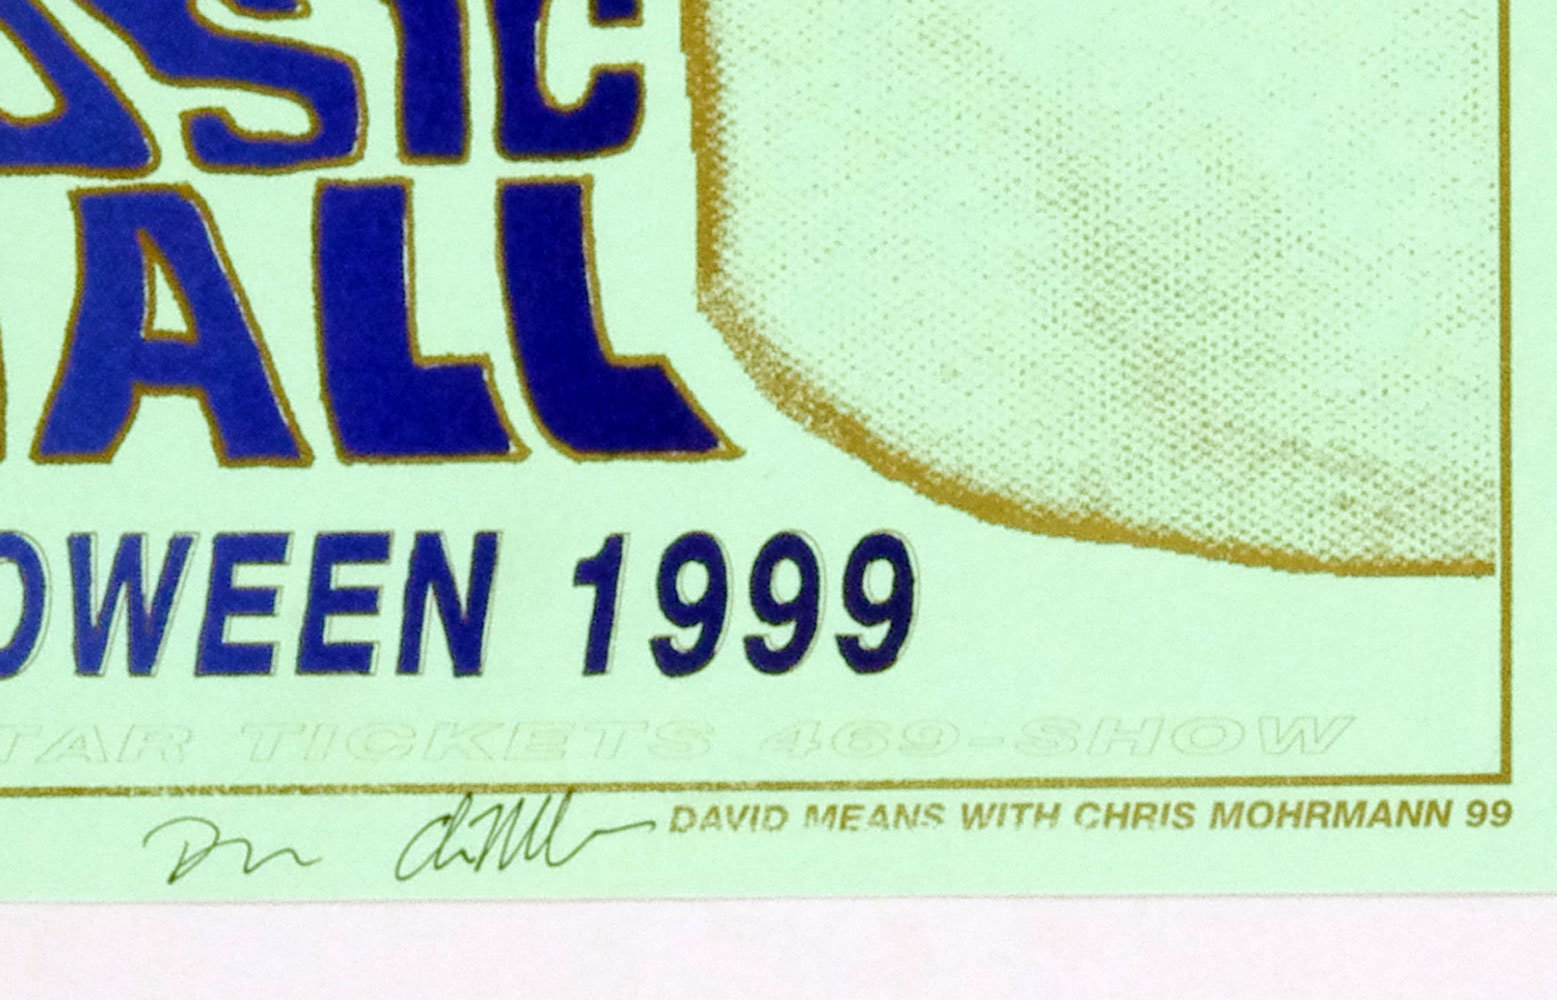 SSIC
ALL
OWEEN 1999
TAR TICKETS 469-SHOW
DAVID MEANS WITH CHRIS MOHRMANN 99